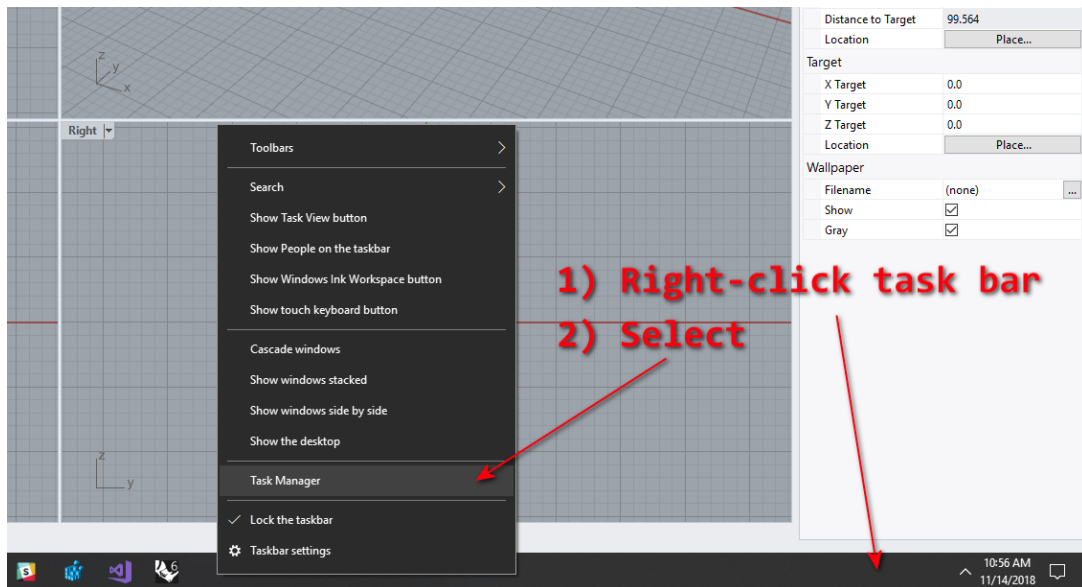 Distance to Target 99.564
Location Place...
Target
X Target 0.0
Y Target 0.0
Z Target 0.0
Location Place...
Wallpaper
Filename (none) ...
Show
Gray
z
y
x
Right
Toolbars
Search
Show Task View button
Show People on the taskbar
Show Windows Ink Workspace button
Show touch keyboard button
Cascade windows
Show windows stacked
Show windows side by side
Show the desktop
Task Manager
Lock the taskbar
Taskbar settings
1) Right-click task bar
2) Select
z
y
S
6
10:56 AM
11/14/2018